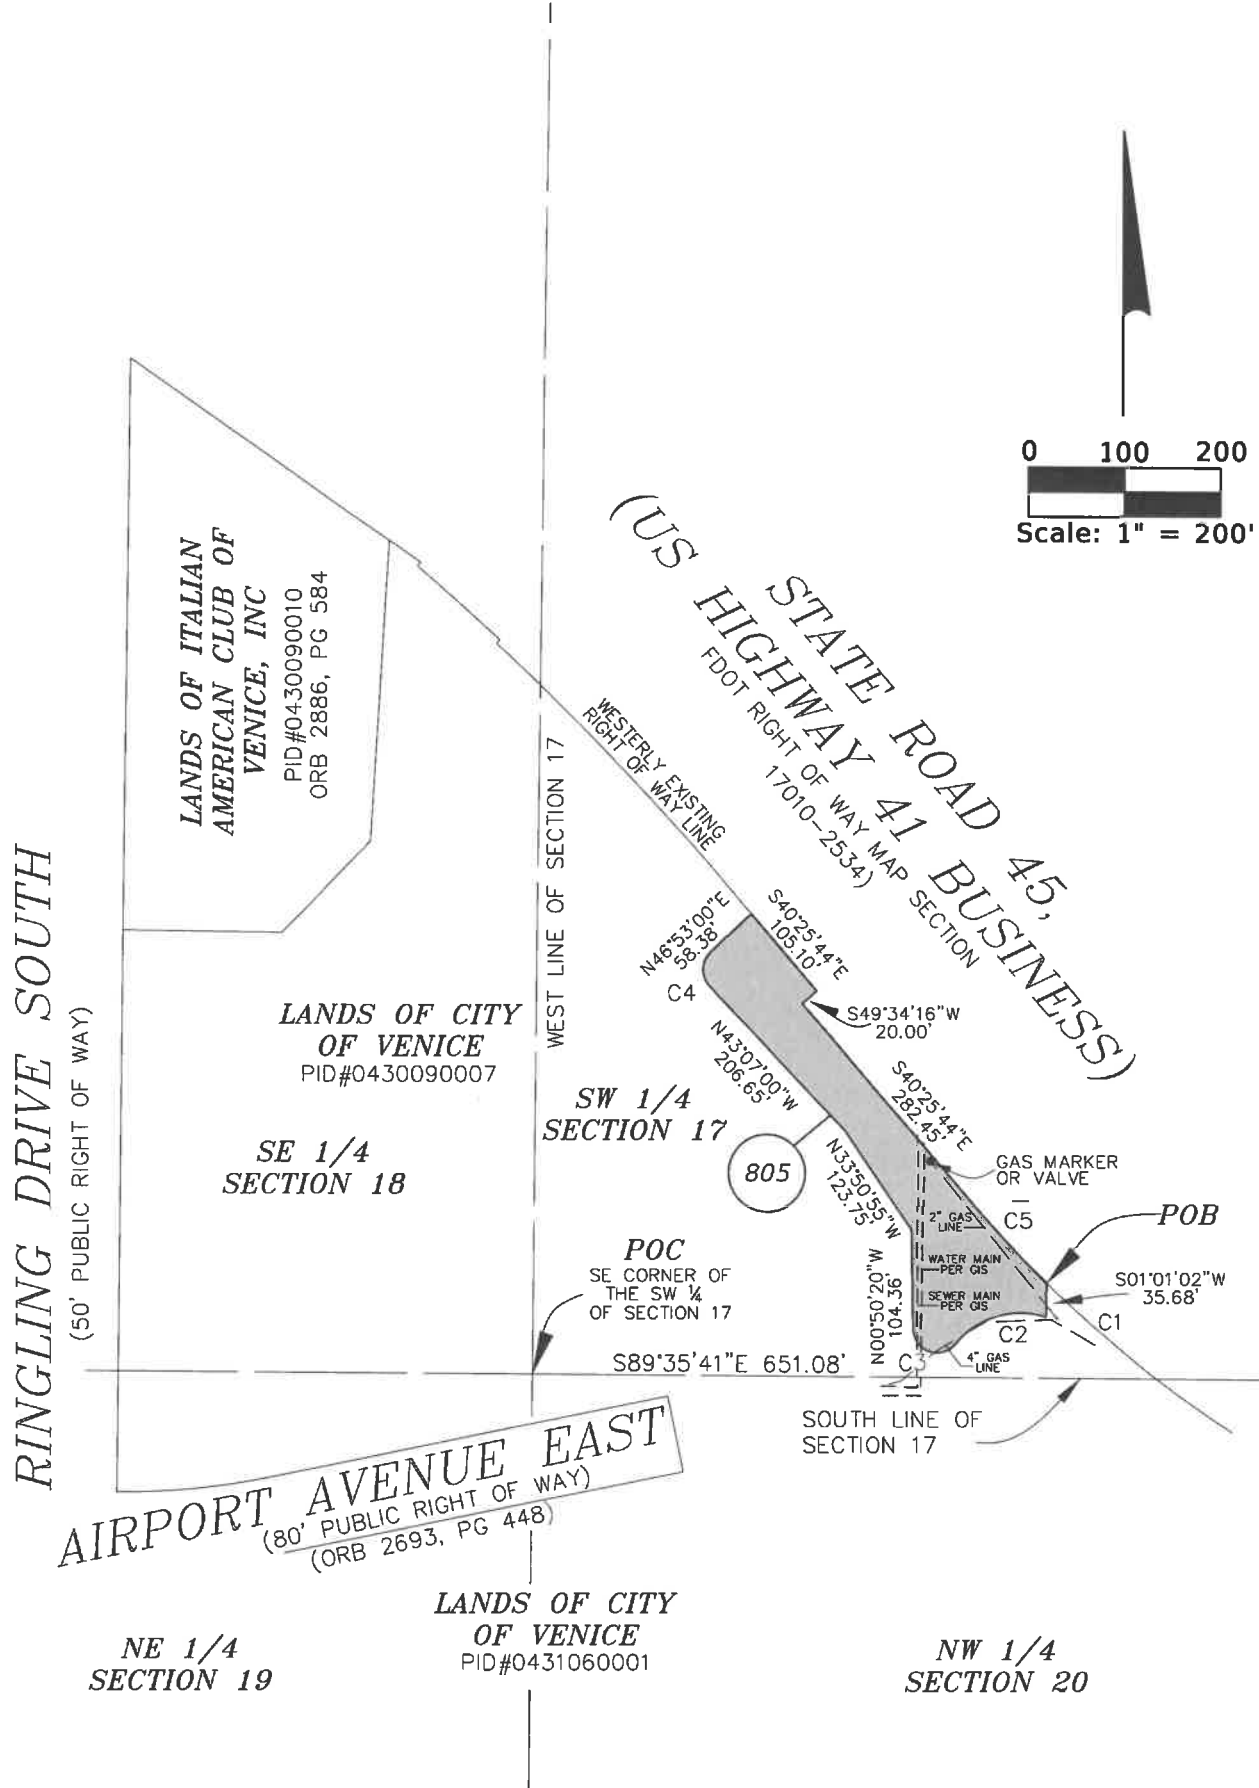 0 100 200
Scale: 1" = 200'
(US HIGHWAY 41 BUSINESS)
STATE ROAD 45,
FDOT RIGHT OF WAY MAP SECTION
17010-2534)
WESTERLY EXISTING
RIGHT OF WAY LINE
LANDS OF ITALIAN
AMERICAN CLUB OF
VENICE, INC
PID#0430090010
ORB 2886, PG 584
WEST LINE OF SECTION 17
RINGLING DRIVE SOUTH
(50' PUBLIC RIGHT OF WAY)
N46°53'00"E
58.38'
C4
S40°25'44"E
105.10'
S49°34'16"W
20.00'
LANDS OF CITY
OF VENICE
PID#0430090007
N43°07'00"W
206.65'
S40°25'44"E
282.45'
SW 1/4
SECTION 17
SE 1/4
SECTION 18
805
N33°50'55"W
123.75'
GAS MARKER
OR VALVE
C5
2" GAS
LINE
POB
POC
SE CORNER OF
THE SW ¼
OF SECTION 17
N00°50'20"W
104.36'
WATER MAIN
PER GIS
SEWER MAIN
PER GIS
S01°01'02"W
35.68'
C1
C2
C3
4" GAS
LINE
S89°35'41"E 651.08'
SOUTH LINE OF
SECTION 17
AIRPORT AVENUE EAST
(80' PUBLIC RIGHT OF WAY)
(ORB 2693, PG 448)
LANDS OF CITY
OF VENICE
PID#0431060001
NE 1/4
SECTION 19
NW 1/4
SECTION 20